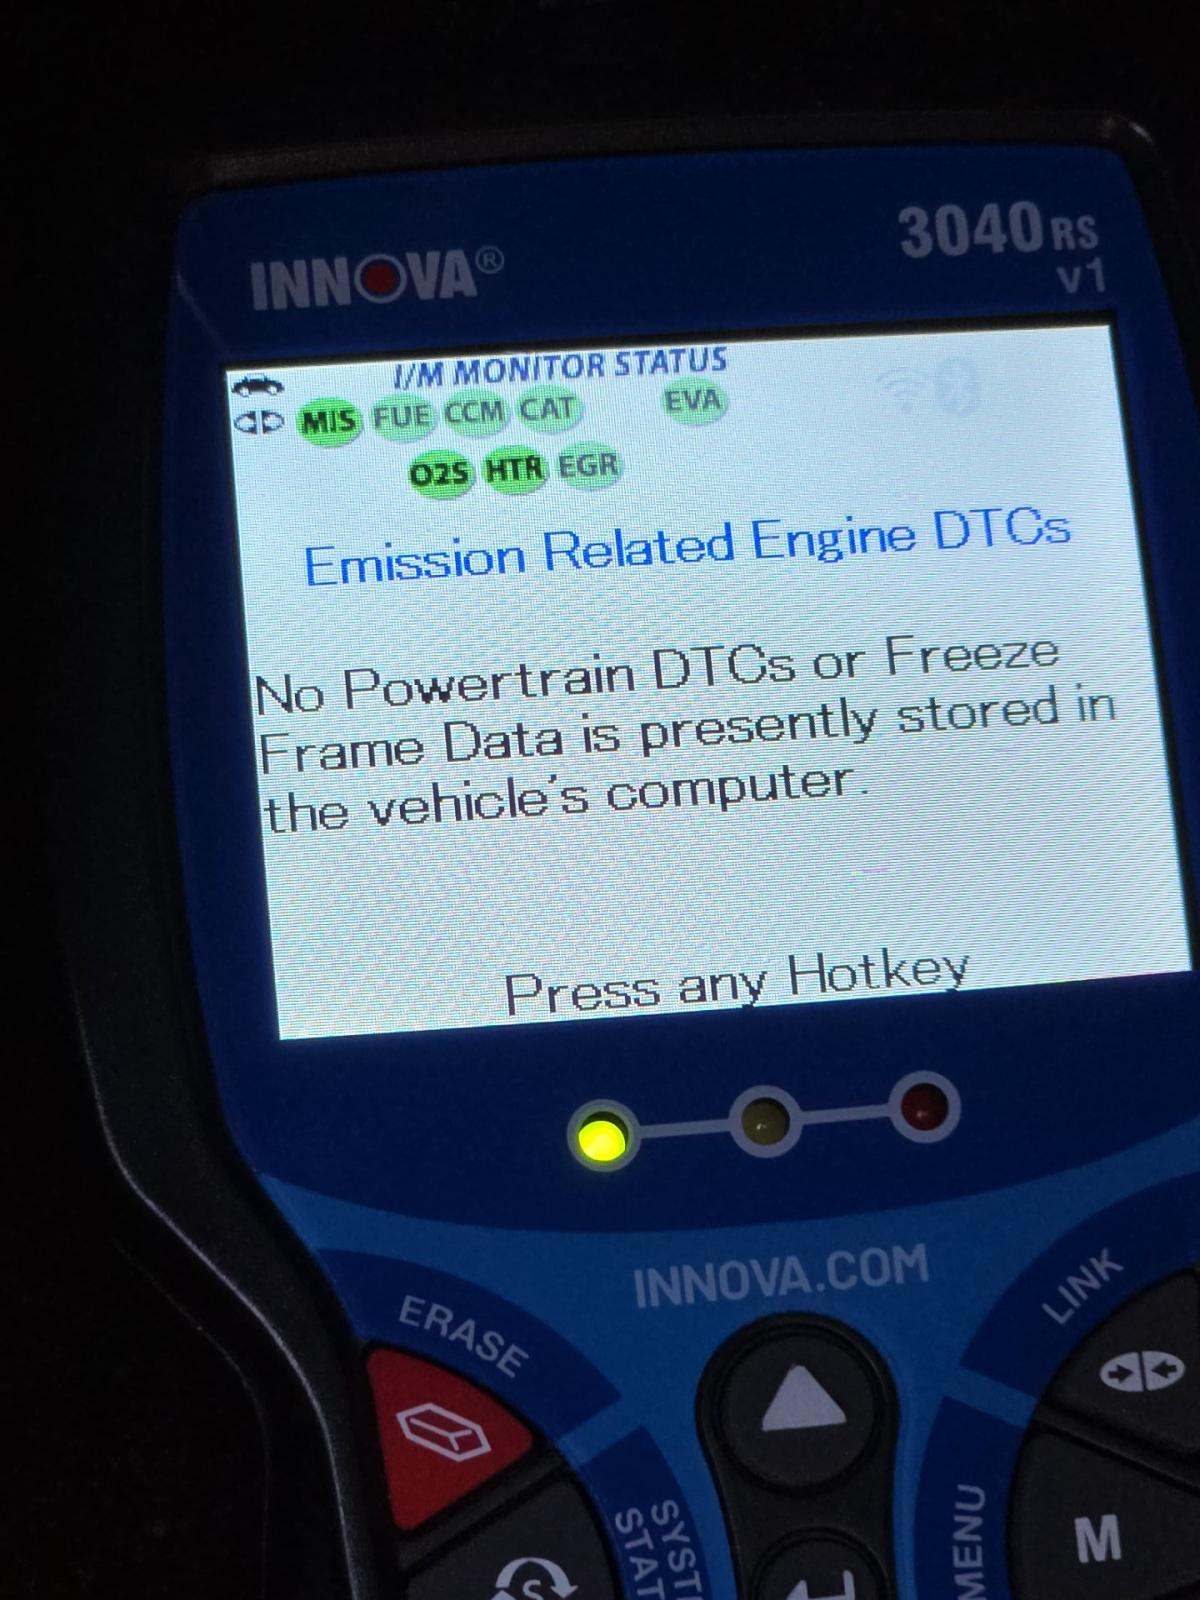 INNOVA®
3040RS
v1
I/M MONITOR STATUS
MIS FUE CCM CAT EVA
O2S HTR EGR
Emission Related Engine DTCs
No Powertrain DTCs or Freeze
Frame Data is presently stored in
the vehicle's computer.
Press any Hotkey
INNOVA.COM
ERASE
LINK
SYST
STAT
MENU
M
S